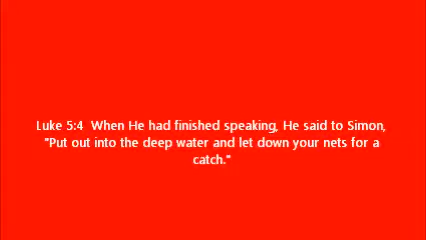 Luke 5:4  When He had finished speaking, He said to Simon,
"Put out into the deep water and let down your nets for a
catch."